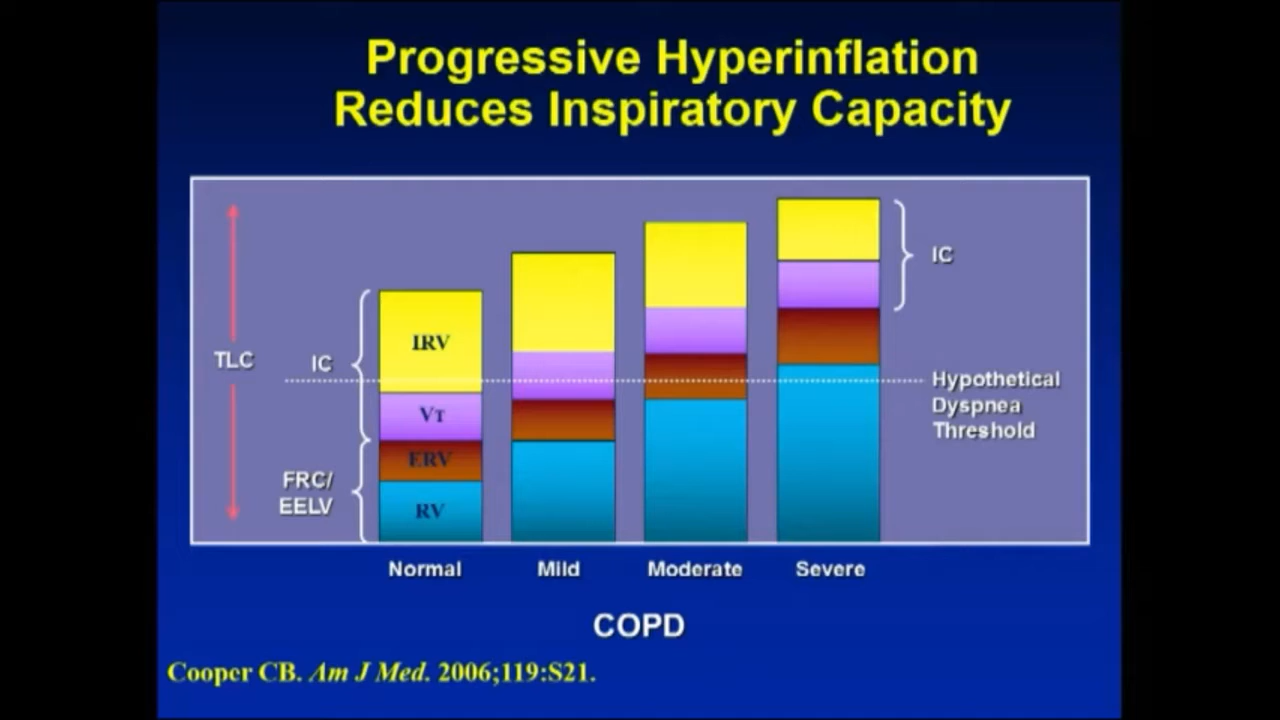 Progressive Hyperinflation
Reduces Inspiratory Capacity
TLC
IC
FRC/
EELV
IRV
VT
ERV
RV
IC
Hypothetical
Dyspnea
Threshold
Normal
Mild
Moderate
Severe
COPD
Cooper CB. Am J Med. 2006;119:S21.